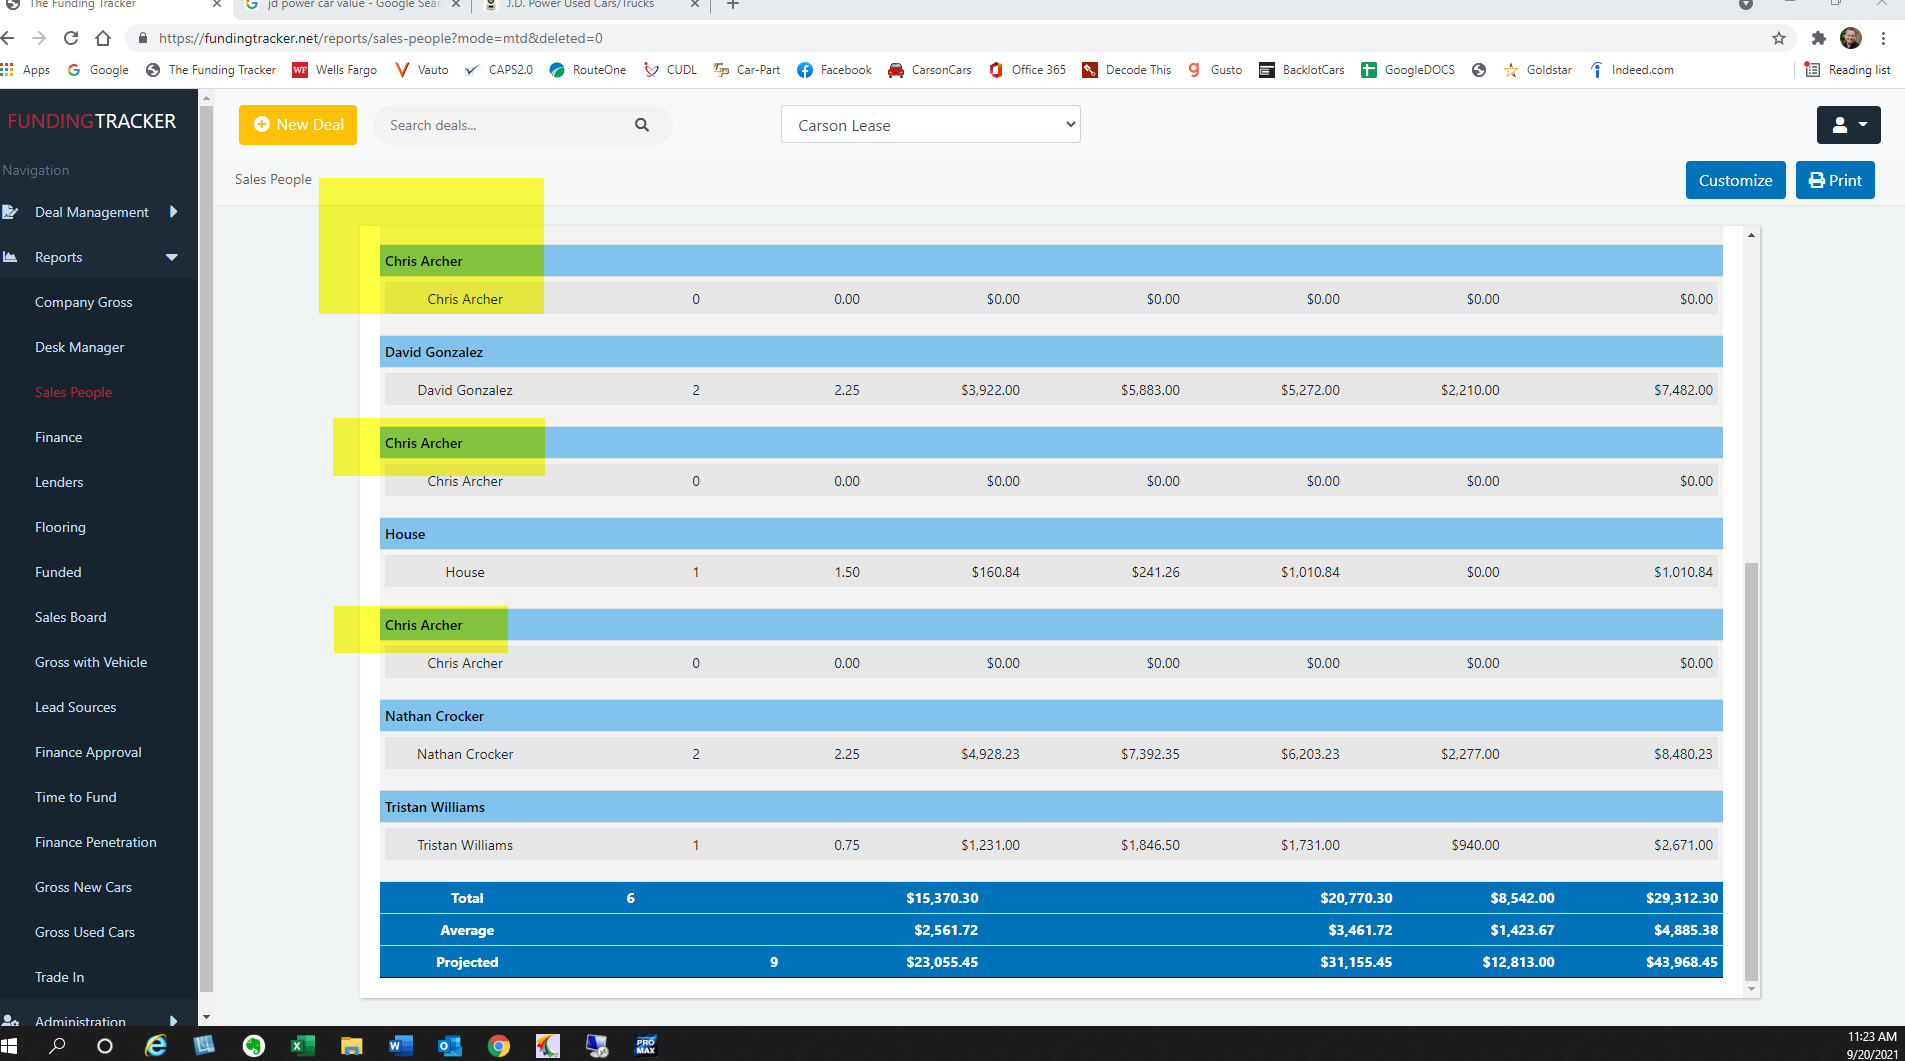 The Funding Tracker
jd power car value - Google Sear
J.D. Power Used Cars/Trucks
https://fundingtracker.net/reports/sales-people?mode=mtd&deleted=0
Apps Google The Funding Tracker Wells Fargo Vauto CAPS2.0 RouteOne CUDL Car-Part Facebook CarsonCars Office 365 Decode This Gusto BacklotCars GoogleDOCS Goldstar Indeed.com Reading list
FUNDINGTRACKER
New Deal
Search deals...
Carson Lease
Navigation
Deal Management
Reports
Company Gross
Desk Manager
Sales People
Finance
Lenders
Flooring
Funded
Sales Board
Gross with Vehicle
Lead Sources
Finance Approval
Time to Fund
Finance Penetration
Gross New Cars
Gross Used Cars
Trade In
Administration
Sales People
Customize
Print
Chris Archer
Chris Archer 0 0.00 $0.00 $0.00 $0.00 $0.00 $0.00
David Gonzalez
David Gonzalez 2 2.25 $3,922.00 $5,883.00 $5,272.00 $2,210.00 $7,482.00
Chris Archer
Chris Archer 0 0.00 $0.00 $0.00 $0.00 $0.00 $0.00
House
House 1 1.50 $160.84 $241.26 $1,010.84 $0.00 $1,010.84
Chris Archer
Chris Archer 0 0.00 $0.00 $0.00 $0.00 $0.00 $0.00
Nathan Crocker
Nathan Crocker 2 2.25 $4,928.23 $7,392.35 $6,203.23 $2,277.00 $8,480.23
Tristan Williams
Tristan Williams 1 0.75 $1,231.00 $1,846.50 $1,731.00 $940.00 $2,671.00
Total 6 $15,370.30 $20,770.30 $8,542.00 $29,312.30
Average $2,561.72 $3,461.72 $1,423.67 $4,885.38
Projected 9 $23,055.45 $31,155.45 $12,813.00 $43,968.45
PRO
MAX
11:23 AM
9/20/2021